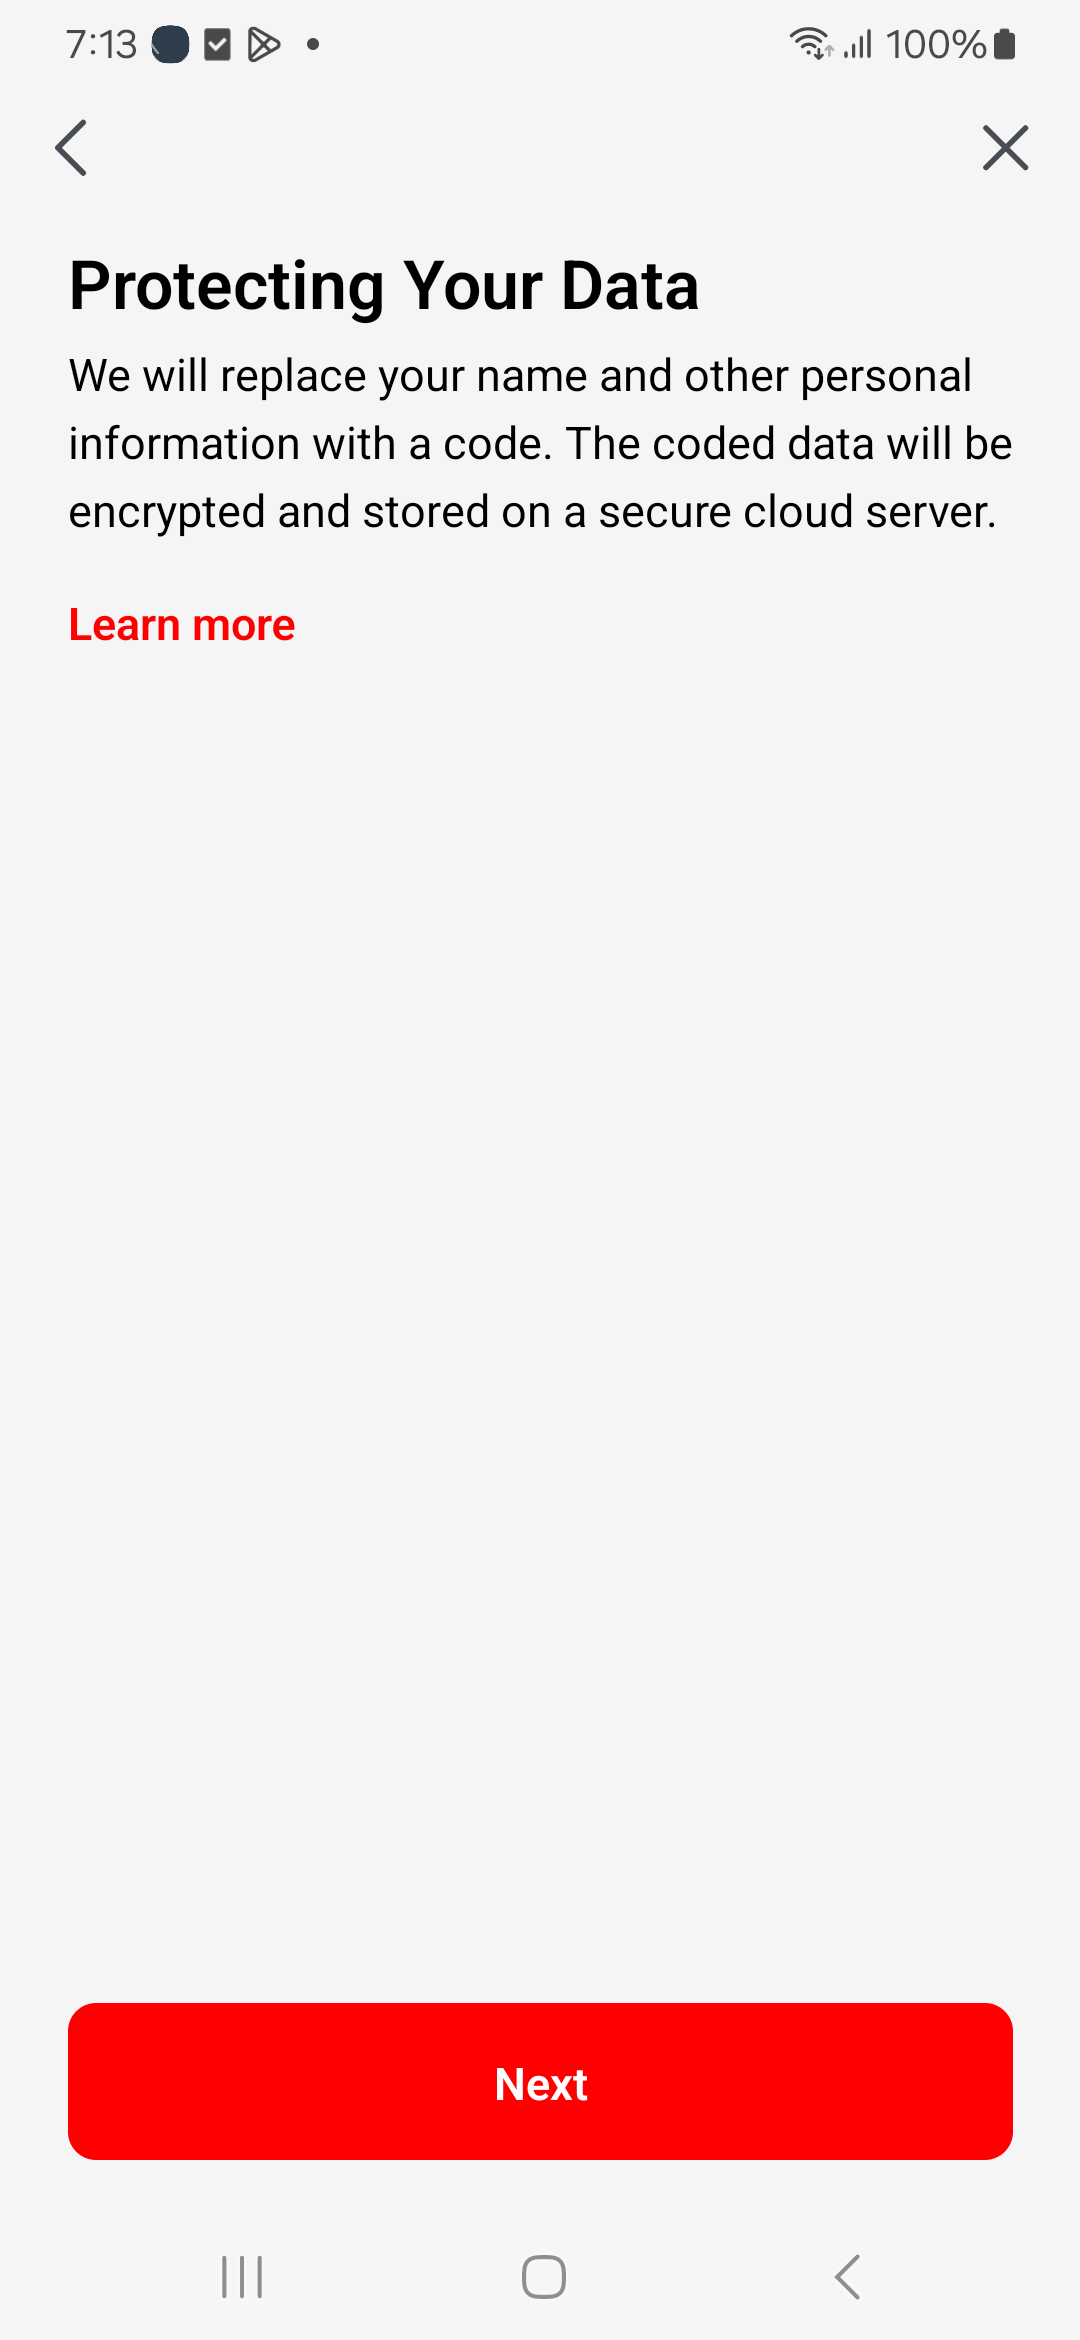 7:13
100%
Protecting Your Data
We will replace your name and other personal
information with a code. The coded data will be
encrypted and stored on a secure cloud server.
Learn more
Next